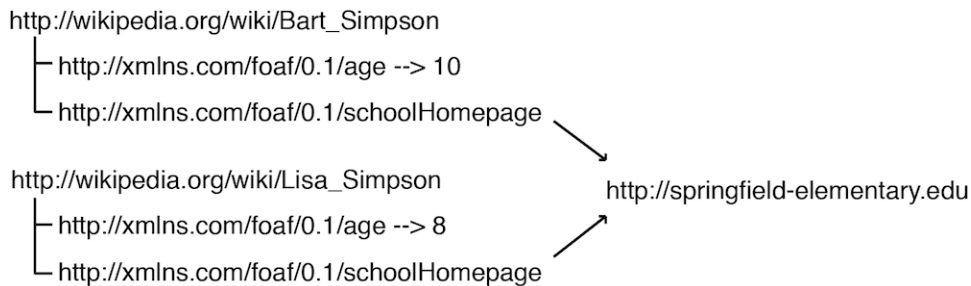 http://wikipedia.org/wiki/Bart_Simpson
http://xmlns.com/foaf/0.1/age --> 10
http://xmlns.com/foaf/0.1/schoolHomepage
http://wikipedia.org/wiki/Lisa_Simpson
http://springfield-elementary.edu
http://xmlns.com/foaf/0.1/age --> 8
http://xmlns.com/foaf/0.1/schoolHomepage